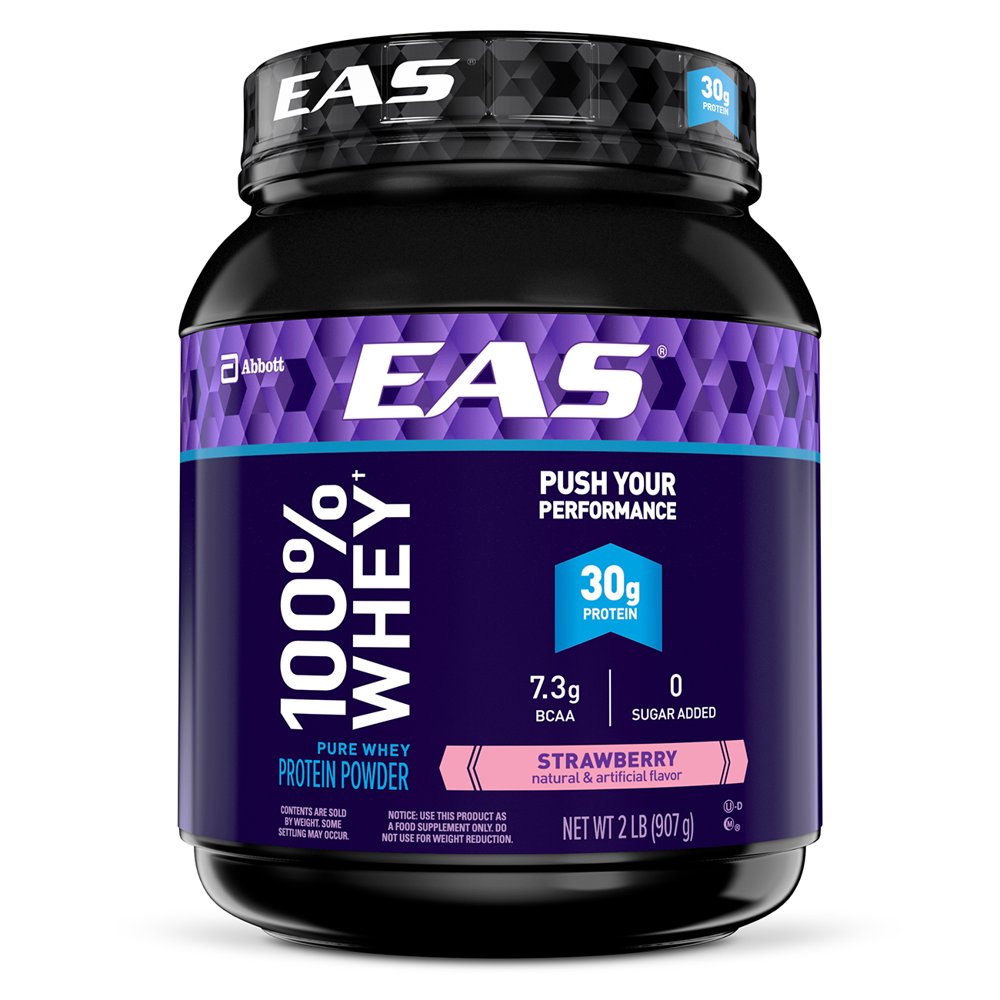 EAS®
30g
PROTEIN
Abbott
EAS®
100%
WHEY†
PURE WHEY
PROTEIN POWDER
PUSH YOUR
PERFORMANCE
30g
PROTEIN
7.3g
BCAA
0
SUGAR ADDED
STRAWBERRY
natural & artificial flavor
CONTENTS ARE SOLD
BY WEIGHT. SOME
SETTLING MAY OCCUR.
NOTICE: USE THIS PRODUCT AS
A FOOD SUPPLEMENT ONLY. DO
NOT USE FOR WEIGHT REDUCTION.
NET WT 2 LB (907 g)
U-D
M®